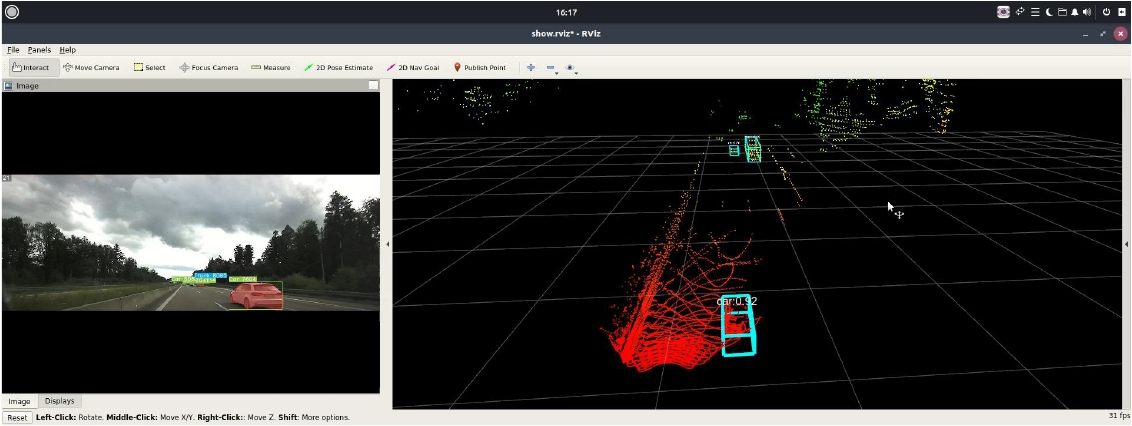 16:17
show.rviz* - RViz
File Panels Help
Interact Move Camera Select Focus Camera Measure 2D Pose Estimate 2D Nav Goal Publish Point
Image
car:0.92
Image Displays
Reset Left-Click: Rotate. Middle-Click: Move X/Y. Right-Click:: Move Z. Shift: More options.
31 fps